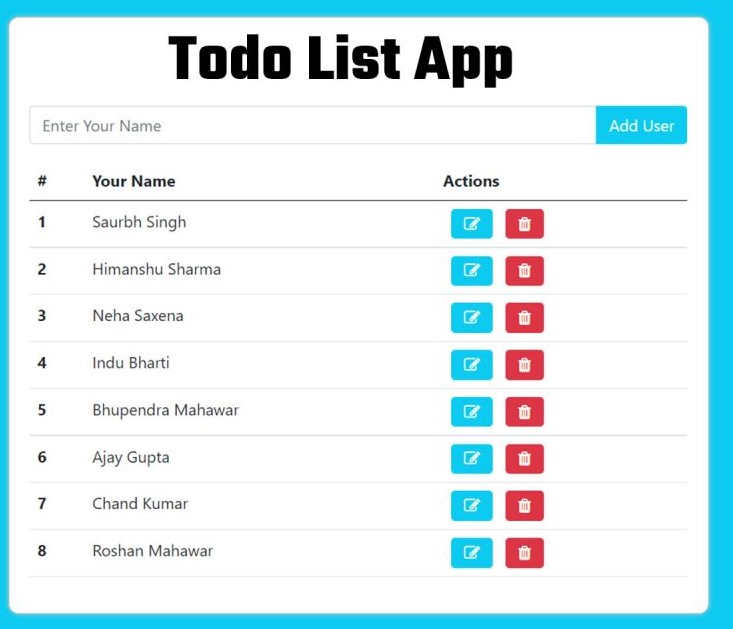 Todo List App
Enter Your Name Add User
# Your Name Actions
1 Saurbh Singh
2 Himanshu Sharma
3 Neha Saxena
4 Indu Bharti
5 Bhupendra Mahawar
6 Ajay Gupta
7 Chand Kumar
8 Roshan Mahawar